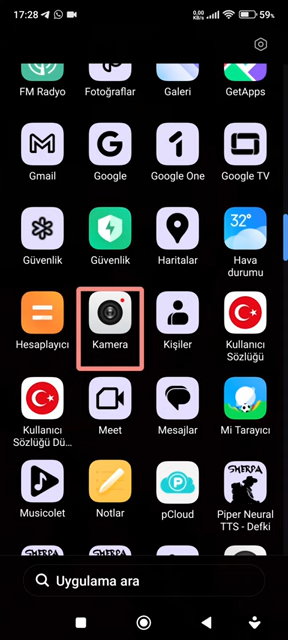 17:28
0,00
KB/s
59%
FM Radyo
Fotoğraflar
Galeri
GetApps
Gmail
Google
Google One
Google TV
Güvenlik
Güvenlik
Haritalar
32°
Hava
durumu
Hesaplayıcı
Kamera
Kişiler
Kullanıcı
Sözlüğü
Kullanıcı
Sözlüğü Dü...
Meet
Mesajlar
Mi Tarayıcı
Musicolet
Notlar
pCloud
SHERPA
Piper Neural
TTS - Defki
SHERPA
SHERPA
Uygulama ara